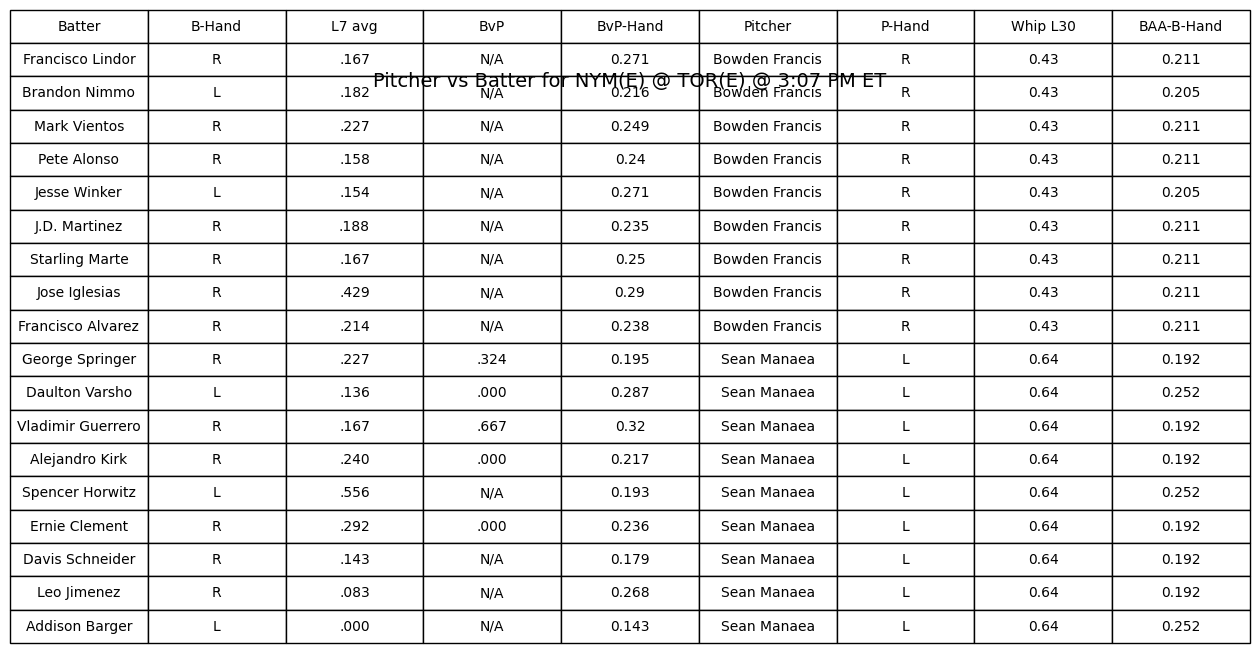 Batter B-Hand L7 avg BvP BvP-Hand Pitcher P-Hand Whip L30 BAA-B-Hand
Francisco Lindor R .167 N/A 0.271 Bowden Francis R 0.43 0.211
Pitcher vs Batter for NYM(E) @ TOR(E) @ 3:07 PM ET
Brandon Nimmo L .182 N/A 0.216 Bowden Francis R 0.43 0.205
Mark Vientos R .227 N/A 0.249 Bowden Francis R 0.43 0.211
Pete Alonso R .158 N/A 0.24 Bowden Francis R 0.43 0.211
Jesse Winker L .154 N/A 0.271 Bowden Francis R 0.43 0.205
J.D. Martinez R .188 N/A 0.235 Bowden Francis R 0.43 0.211
Starling Marte R .167 N/A 0.25 Bowden Francis R 0.43 0.211
Jose Iglesias R .429 N/A 0.29 Bowden Francis R 0.43 0.211
Francisco Alvarez R .214 N/A 0.238 Bowden Francis R 0.43 0.211
George Springer R .227 .324 0.195 Sean Manaea L 0.64 0.192
Daulton Varsho L .136 .000 0.287 Sean Manaea L 0.64 0.252
Vladimir Guerrero R .167 .667 0.32 Sean Manaea L 0.64 0.192
Alejandro Kirk R .240 .000 0.217 Sean Manaea L 0.64 0.192
Spencer Horwitz L .556 N/A 0.193 Sean Manaea L 0.64 0.252
Ernie Clement R .292 .000 0.236 Sean Manaea L 0.64 0.192
Davis Schneider R .143 N/A 0.179 Sean Manaea L 0.64 0.192
Leo Jimenez R .083 N/A 0.268 Sean Manaea L 0.64 0.192
Addison Barger L .000 N/A 0.143 Sean Manaea L 0.64 0.252